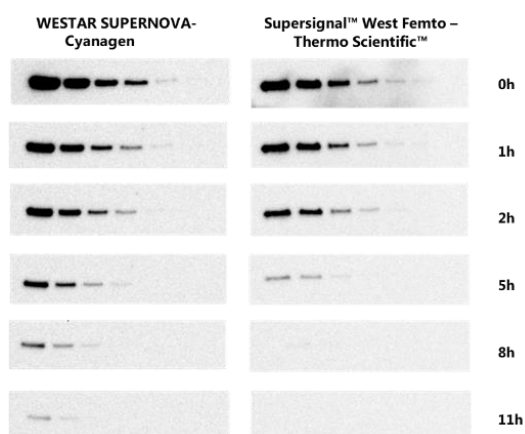 WESTAR SUPERNOVA-
Cyanagen
Supersignal™ West Femto –
Thermo Scientific™
0h
1h
2h
5h
8h
11h